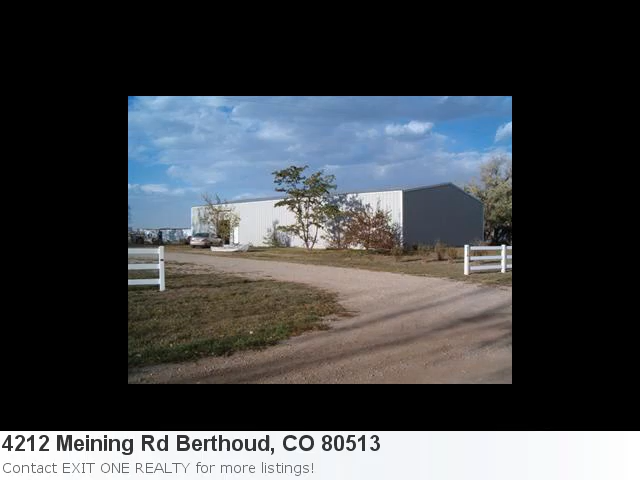 4212 Meining Rd Berthoud, CO 80513
Contact EXIT ONE REALTY for more listings!